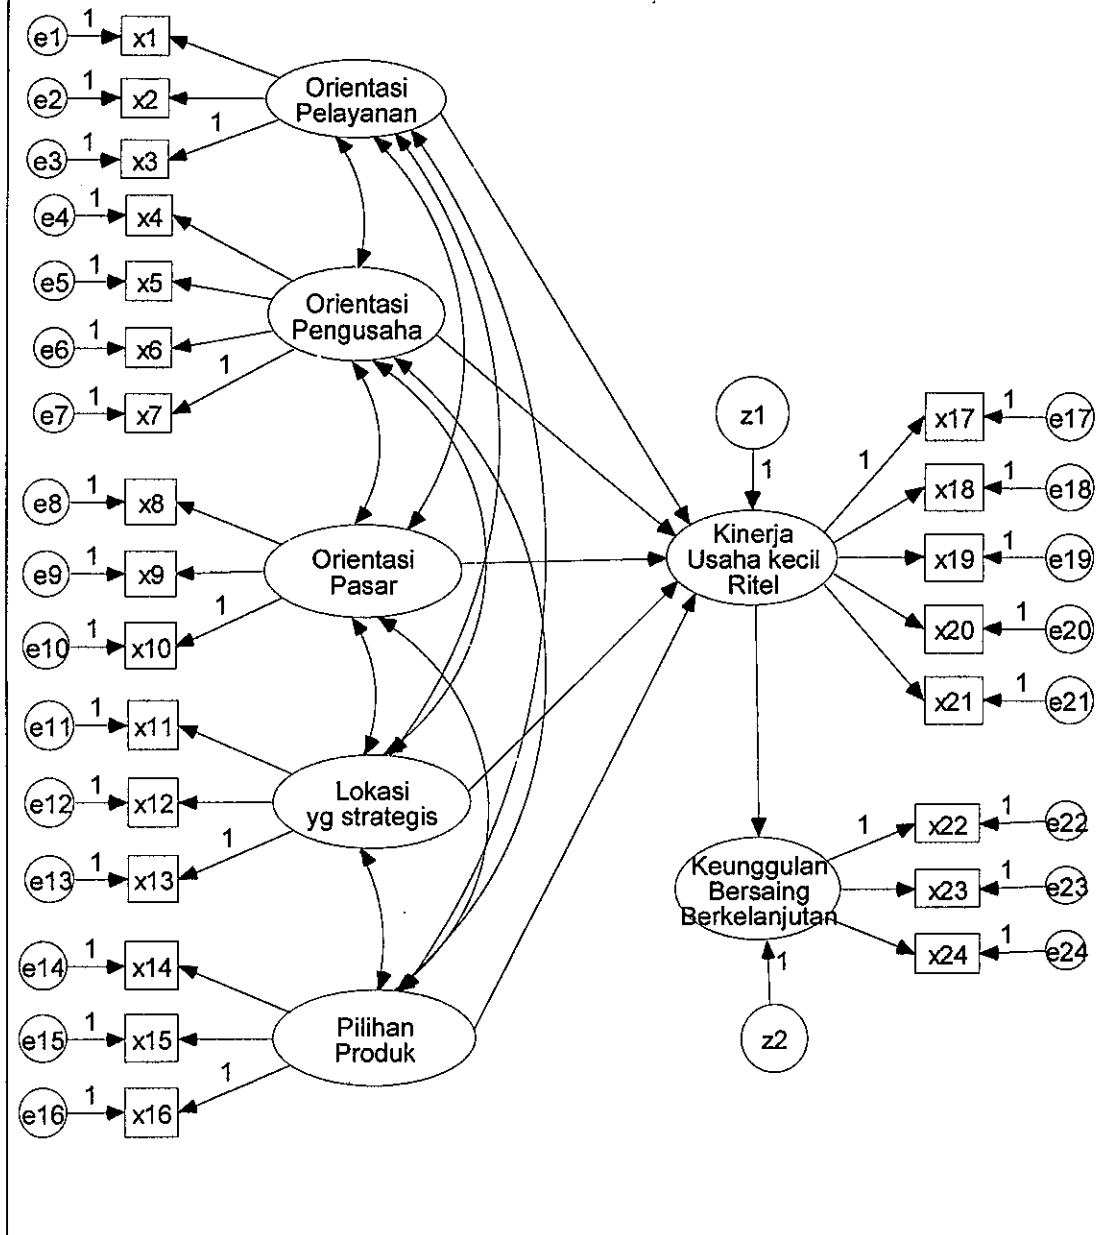 e1 1 x1
e2 1 x2
e3 1 x3
1
Orientasi
Pelayanan
e4 1 x4
e5 1 x5
e6 1 x6
e7 1 x7
1
Orientasi
Pengusaha
e8 1 x8
e9 1 x9
e10 1 x10
1
Orientasi
Pasar
e11 1 x11
e12 1 x12
e13 1 x13
1
Lokasi
yg strategis
e14 1 x14
e15 1 x15
e16 1 x16
1
Pilihan
Produk
z1
1
Kinerja
Usaha kecil
Ritel
1
x17 1 e17
x18 1 e18
x19 1 e19
x20 1 e20
x21 1 e21
Keunggulan
Bersaing
Berkelanjutan
1
x22 1 e22
x23 1 e23
x24 1 e24
1
z2